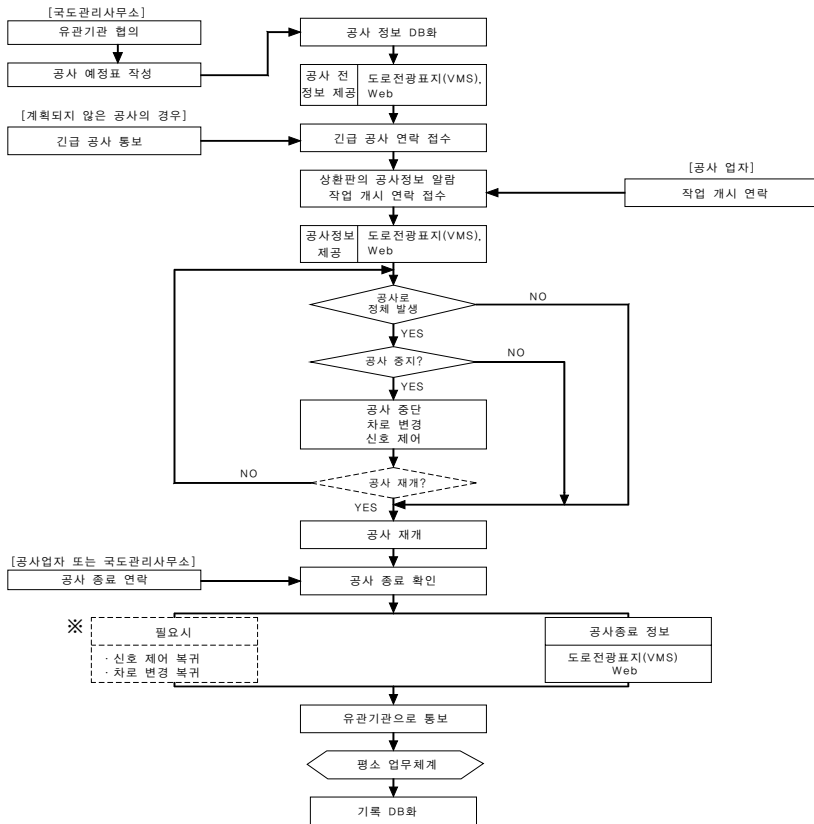 [국도관리사무소]
유관기관 협의
공사 예정표 작성
공사 정보 DB화
공사 전
정보 제공
도로전광표지(VMS),
Web
[계획되지 않은 공사의 경우]
긴급 공사 통보
긴급 공사 연락 접수
상환판의 공사정보 알람
작업 개시 연락 접수
[공사 업자]
작업 개시 연락
공사정보
제공
도로전광표지(VMS),
Web
공사로
정체 발생
NO
YES
공사 중지?
NO
YES
공사 중단
차로 변경
신호 제어
공사 재개?
NO
YES
공사 재개
[공사업자 또는 국도관리사무소]
공사 종료 연락
공사 종료 확인
※
필요시
· 신호 제어 복귀
· 차로 변경 복귀
공사종료 정보
도로전광표지(VMS)
Web
유관기관으로 통보
평소 업무체계
기록 DB화